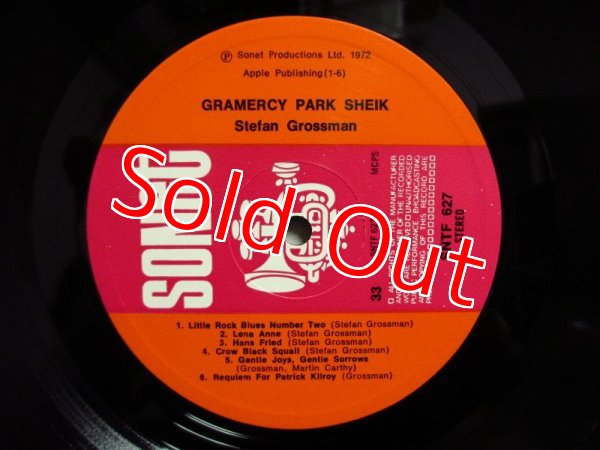 Ⓟ Sonet Productions Ltd. 1972
Apple Publishing (1-6)
GRAMERCY PARK SHEIK
Stefan Grossman
SONET
Sold Out
33
MCPS
SNTF 627
STEREO
1. Little Rock Blues Number Two (Stefan Grossman)
2. Lena Anne (Stefan Grossman)
3. Hans Fried (Stefan Grossman)
4. Crow Black Squall (Stefan Grossman)
5. Gentle Joys, Gentle Sorrows
(Grossman, Martin Carthy)
6. Requiem For Patrick Kilroy (Grossman)